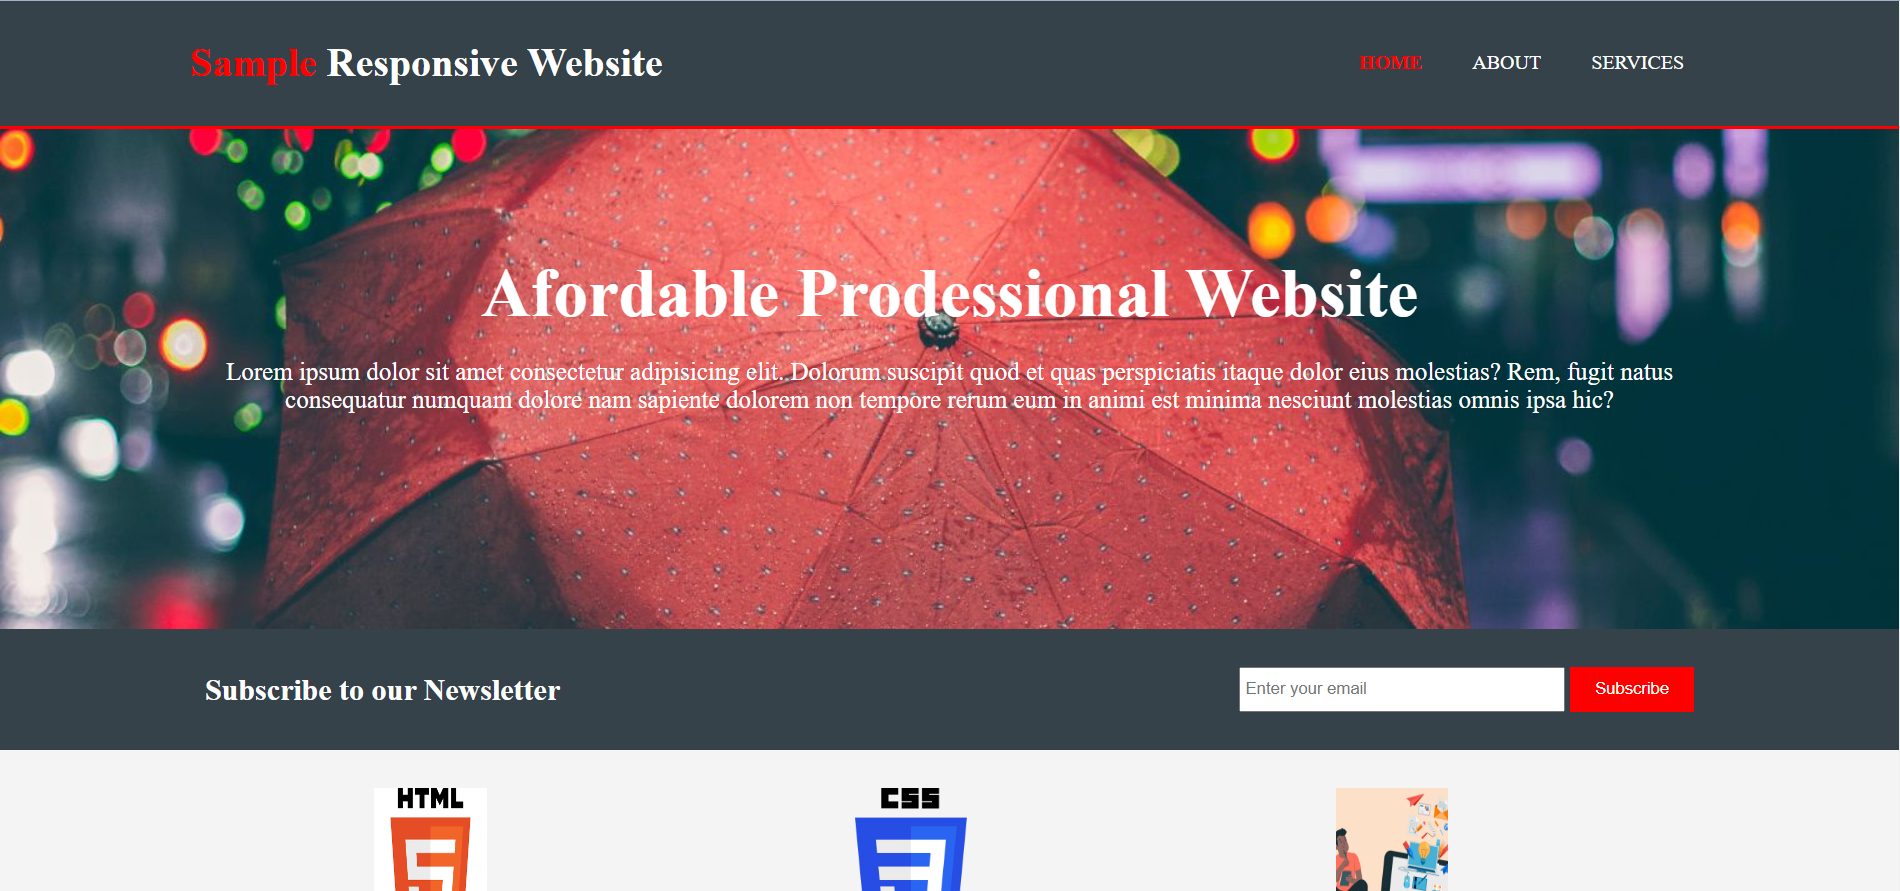 Sample Responsive Website
HOME ABOUT SERVICES
Afordable Prodessional Website
Lorem ipsum dolor sit amet consectetur adipisicing elit. Dolorum suscipit quod et quas perspiciatis itaque dolor eius molestias? Rem, fugit natus
consequatur numquam dolore nam sapiente dolorem non tempore rerum eum in animi est minima nesciunt molestias omnis ipsa hic?
Subscribe to our Newsletter
Enter your email Subscribe
HTML
CSS